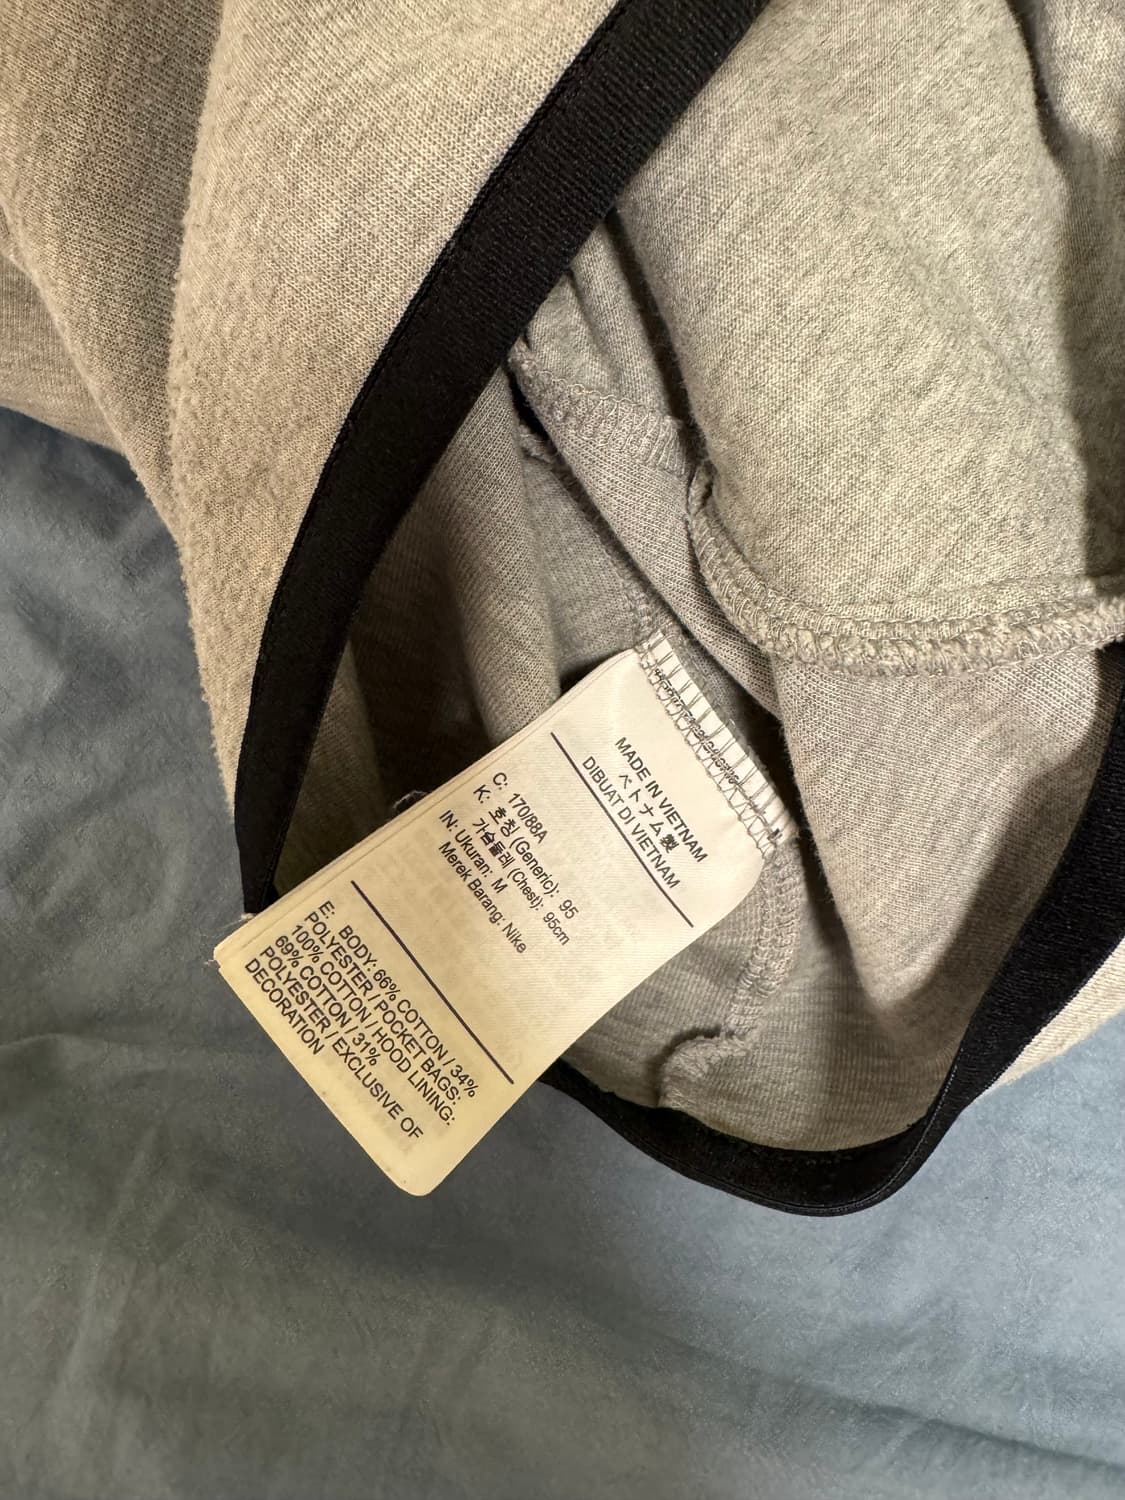 MADE IN VIETNAM
ベトナム製
DIBUAT DI VIETNAM
C: 170/88A
K: 호칭 (Generic): 95
가슴둘레 (Chest): 95cm
IN: Ukuran: M
Merek Barang: Nike
E: BODY: 66% COTTON / 34%
POLYESTER / POCKET BAGS:
100% COTTON / HOOD LINING:
69% COTTON / 31%
POLYESTER / EXCLUSIVE OF
DECORATION